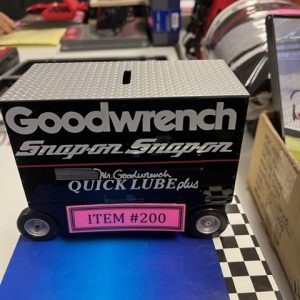 Goodwrench
Snap-on Snap-on
Mr. Goodwrench
QUICK LUBE plus
ITEM #200